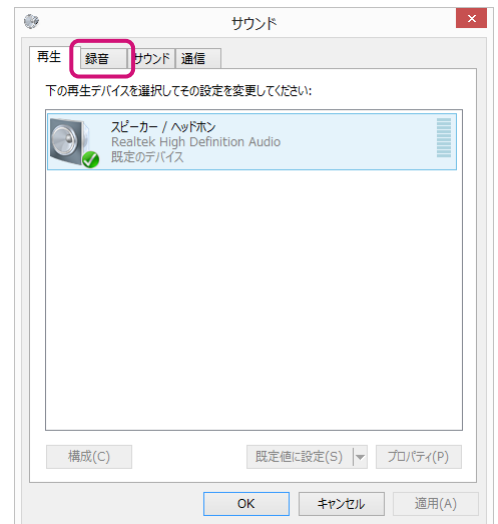 サウンド
再生 録音 サウンド 通信
下の再生デバイスを選択してその設定を変更してください:
スピーカー / ヘッドホン
Realtek High Definition Audio
既定のデバイス
構成(C) 既定値に設定(S) プロパティ(P)
OK キャンセル 適用(A)